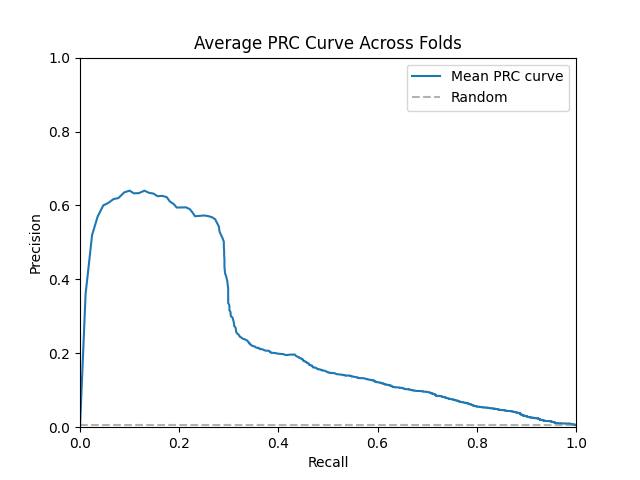 Average PRC Curve Across Folds
1.0
0.8
0.6
0.4
0.2
0.0
Precision
Mean PRC curve
Random
0.0 0.2 0.4 0.6 0.8 1.0
Recall